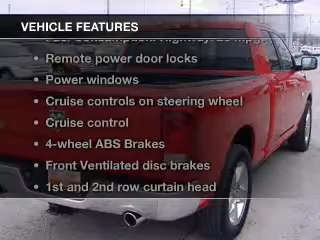 VEHICLE FEATURES
• Remote power door locks
• Power windows
• Cruise controls on steering wheel
• Cruise control
• 4-wheel ABS Brakes
• Front Ventilated disc brakes
• 1st and 2nd row curtain head